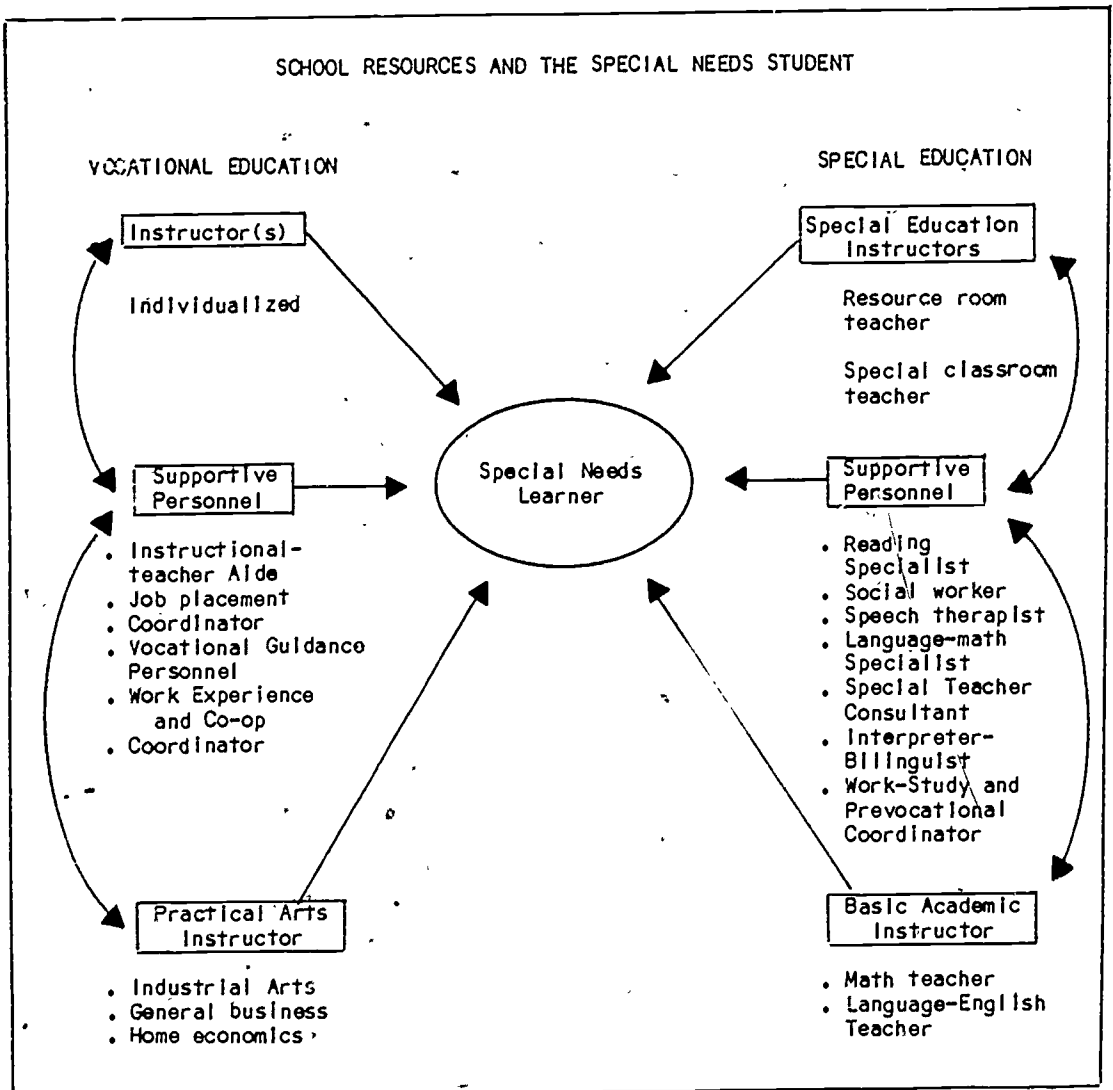 SCHOOL RESOURCES AND THE SPECIAL NEEDS STUDENT
VOCATIONAL EDUCATION
Instructor(s)
Individualized
Supportive
Personnel
. Instructional-
teacher Aide
. Job placement
. Coordinator
. Vocational Guidance
Personnel
. Work Experience
and Co-op
. Coordinator
Practical Arts
Instructor
. Industrial Arts
. General business
. Home economics
Special Needs
Learner
SPECIAL EDUCATION
Special Education
Instructors
Resource room
teacher
Special classroom
teacher
Supportive
Personnel
. Reading
Specialist
. Social worker
. Speech therapist
. Language-math
Specialist
. Special Teacher
Consultant
. Interpreter-
Bilinguist
. Work-Study and
Prevocational
Coordinator
Basic Academic
Instructor
. Math teacher
. Language-English
Teacher